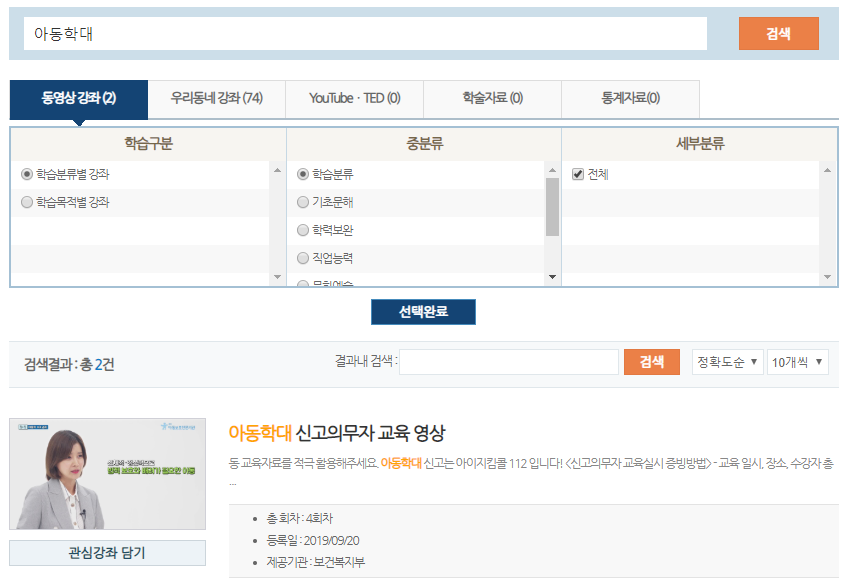 아동학대
검색
동영상 강좌 (2)
우리동네 강좌 (74)
YouTube · TED (0)
학술자료 (0)
통계자료(0)
학습구분
중분류
세부분류
학습분류별 강좌
학습분류
전체
학습목적별 강좌
기초문해
학력보완
직업능력
문화예술
선택완료
검색결과 : 총 2건
결과내 검색 :
검색
정확도순 ▼
10개씩 ▼
아동학대 신고의무자 교육 영상
동 교육자료를 적극 활용해주세요. 아동학대 신고는 아이지킴콜 112 입니다! <신고의무자 교육실시 증빙방법> - 교육 일시, 장소, 수강자 총
...
• 총 회차 : 4회차
• 등록일 : 2019/09/20
• 제공기관 : 보건복지부
관심강좌 담기